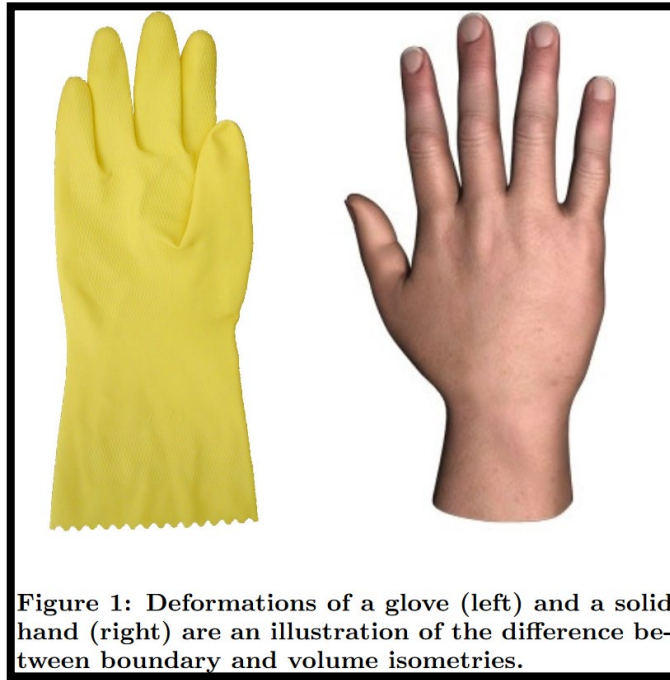 Figure 1: Deformations of a glove (left) and a solid
hand (right) are an illustration of the difference be-
tween boundary and volume isometries.